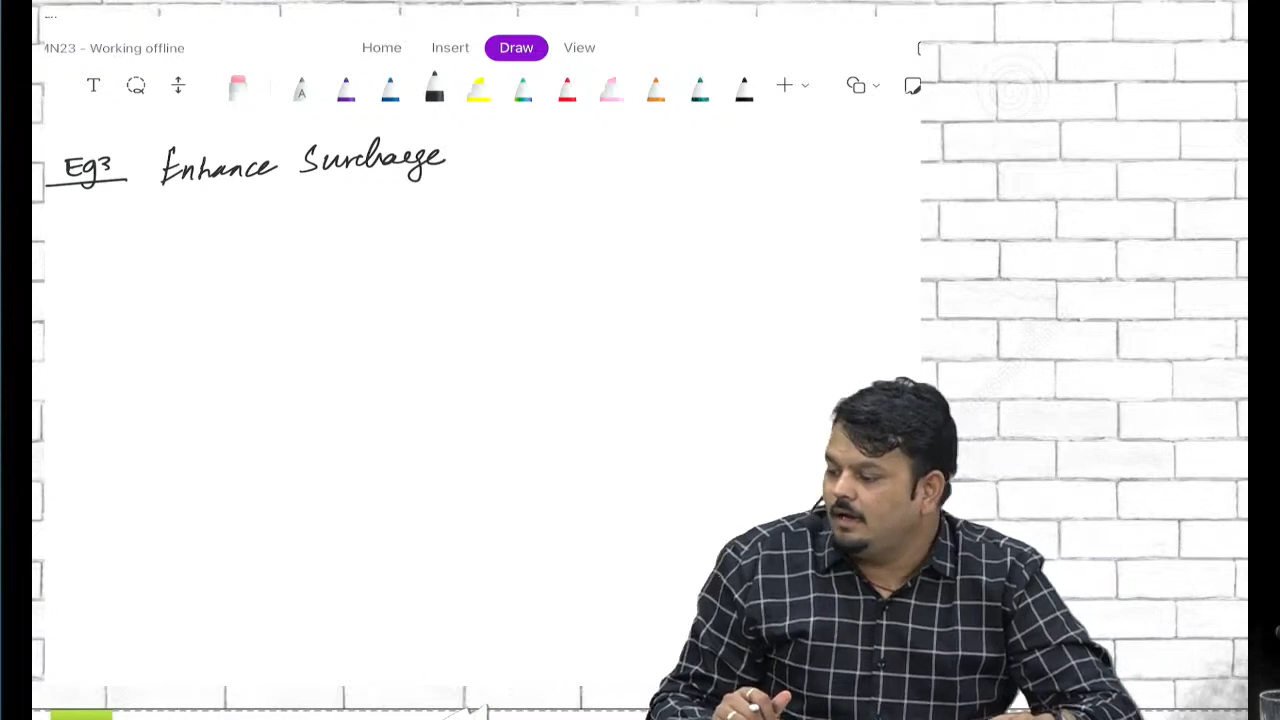 MN23 - Working offline
Home Insert Draw View
T
A
Eg3 Enhance Surcharge